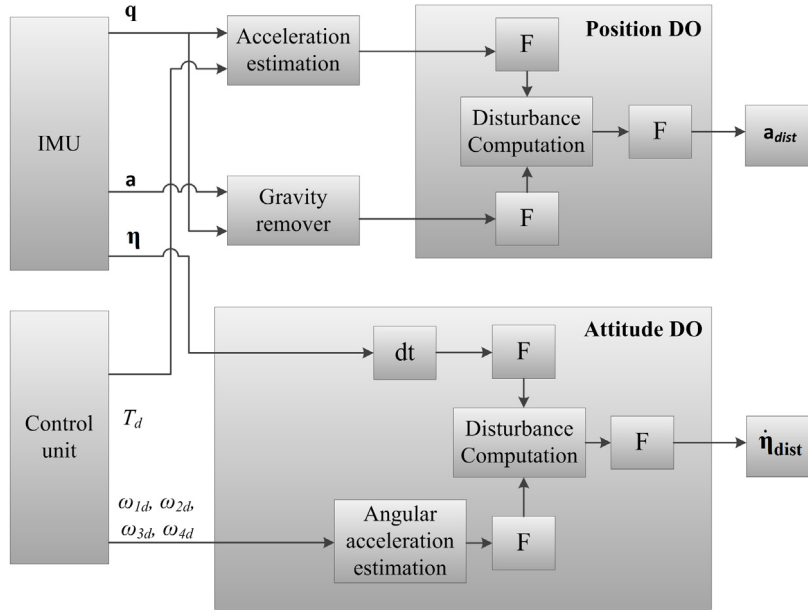 q
Acceleration
estimation
F
Position DO
IMU
Disturbance
Computation
F
a_dist
a
Gravity
remover
F
η
Attitude DO
dt
F
Control
unit
T_d
Disturbance
Computation
F
η̇_dist
ω_1d, ω_2d,
ω_3d, ω_4d
Angular
acceleration
estimation
F